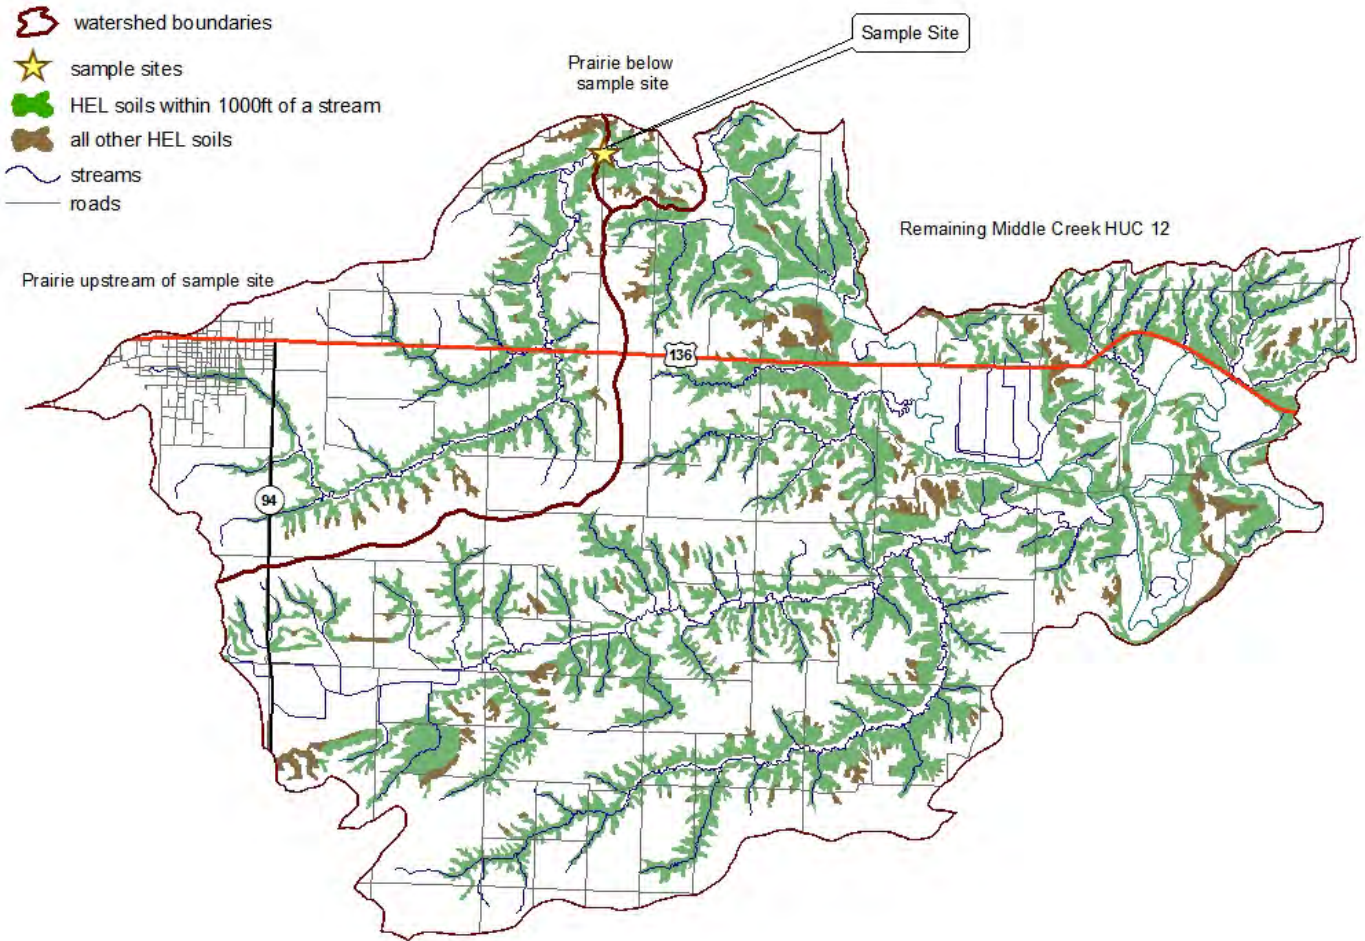 watershed boundaries
sample sites
HEL soils within 1000ft of a stream
all other HEL soils
streams
roads
Sample Site
Prairie below
sample site
Remaining Middle Creek HUC 12
Prairie upstream of sample site
136
94